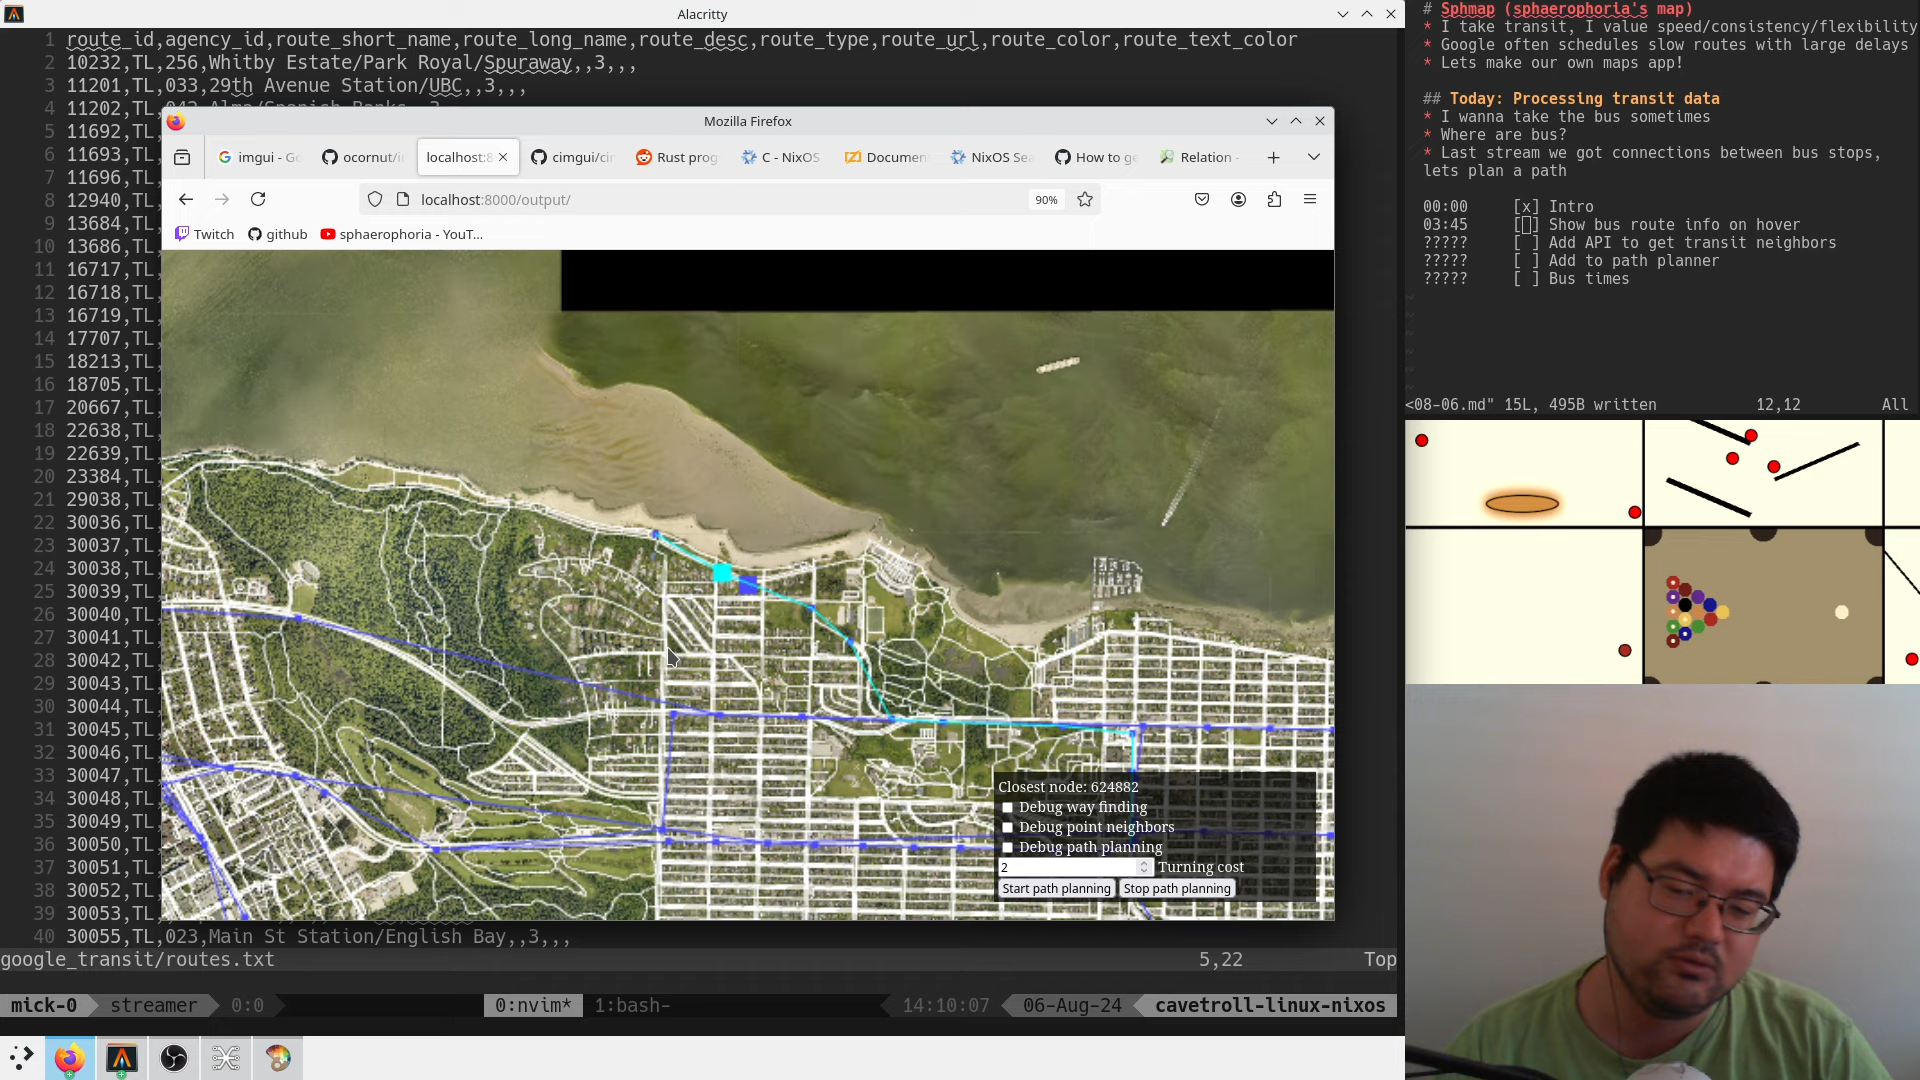 Alacritty
1 route_id,agency_id,route_short_name,route_long_name,route_desc,route_type,route_url,route_color,route_text_color
2 10232,TL,256,Whitby Estate/Park Royal/Spuraway,,3,,,
3 11201,TL,033,29th Avenue Station/UBC,,3,,,
4 11202,TL,042,Alma/Spanish Banks,,3,,,
5 11692,TL,
6 11693,TL,
7 11696,TL,
8 12940,TL,
9 13684,TL,
10 13686,TL,
11 16717,TL,
12 16718,TL,
13 16719,TL,
14 17707,TL,
15 18213,TL,
16 18705,TL,
17 20667,TL,
18 22638,TL,
19 22639,TL,
20 23384,TL,
21 29038,TL,
22 30036,TL,
23 30037,TL,
24 30038,TL,
25 30039,TL,
26 30040,TL,
27 30041,TL,
28 30042,TL,
29 30043,TL,
30 30044,TL,
31 30045,TL,
32 30046,TL,
33 30047,TL,
34 30048,TL,
35 30049,TL,
36 30050,TL,
37 30051,TL,
38 30052,TL,
39 30053,TL,
40 30055,TL,023,Main St Station/English Bay,,3,,,
google_transit/routes.txt 5,22 Top
mick-0 streamer 0:0 0:nvim* 1:bash- 14:10:07 06-Aug-24 cavetroll-linux-nixos
Mozilla Firefox
imgui - Go
ocornut/i
localhost:8
cimgui/ci
Rust prog
C - NixOS
Documen
NixOS Sea
How to ge
Relation -
localhost:8000/output/
90%
Twitch
github
sphaerophoria - YouT...
Closest node: 624882
Debug way finding
Debug point neighbors
Debug path planning
2 Turning cost
Start path planning Stop path planning
# Sphmap (sphaerophoria's map)
* I take transit, I value speed/consistency/flexibility
* Google often schedules slow routes with large delays
* Lets make our own maps app!
## Today: Processing transit data
* I wanna take the bus sometimes
* Where are bus?
* Last stream we got connections between bus stops,
lets plan a path
00:00 [x] Intro
03:45 [ ] Show bus route info on hover
????? [ ] Add API to get transit neighbors
????? [ ] Add to path planner
????? [ ] Bus times
<08-06.md" 15L, 495B written 12,12 All